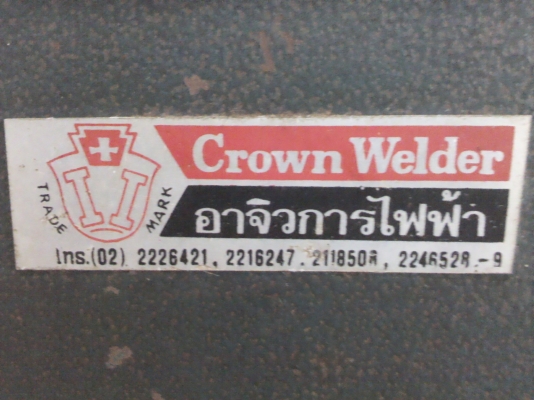 TRADE MARK
Crown Welder
อาจิวการไฟฟ้า
โทร.(02) 2226421, 2216247. 2118508, 2246528.-9